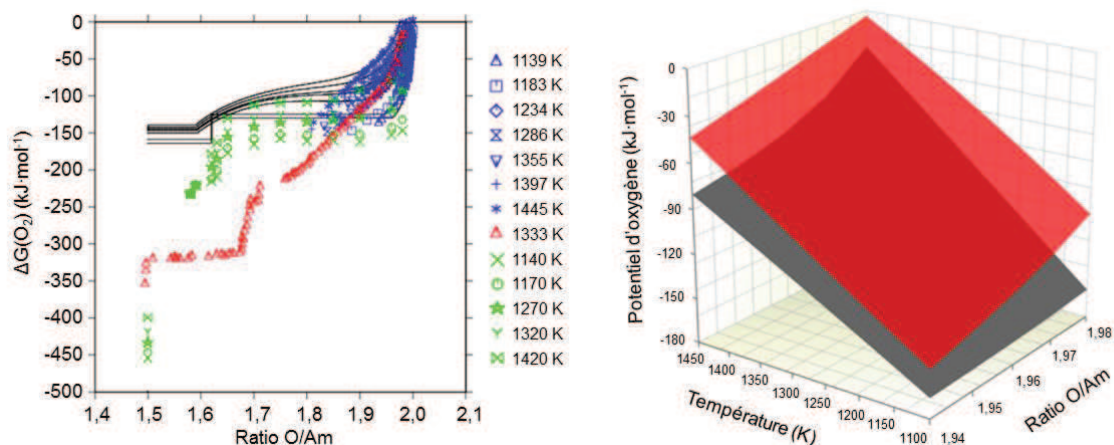 ΔG(O₂) (kJ·mol⁻¹)
0
-50
-100
-150
-200
-250
-300
-350
-400
-450
-500
1,4
1,5
1,6
1,7
1,8
1,9
2,0
2,1
Ratio O/Am
1139 K
1183 K
1234 K
1286 K
1355 K
1397 K
1445 K
1333 K
1140 K
1170 K
1270 K
1320 K
1420 K
Potentiel d'oxygène (kJ·mol⁻¹)
0
-30
-60
-90
-120
-150
-180
1450
1400
1350
1300
1250
1200
1150
1100
Température (K)
1,94
1,95
1,96
1,97
1,98
Ratio O/Am